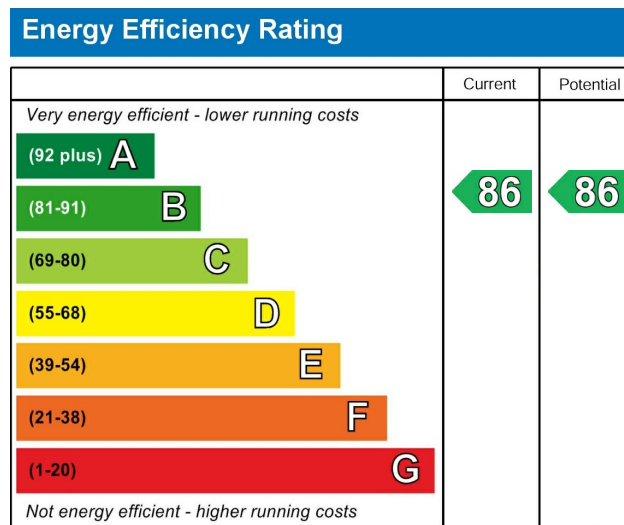 Energy Efficiency Rating
Current Potential
Very energy efficient - lower running costs
(92 plus) A
(81-91) B 86 86
(69-80) C
(55-68) D
(39-54) E
(21-38) F
(1-20) G
Not energy efficient - higher running costs